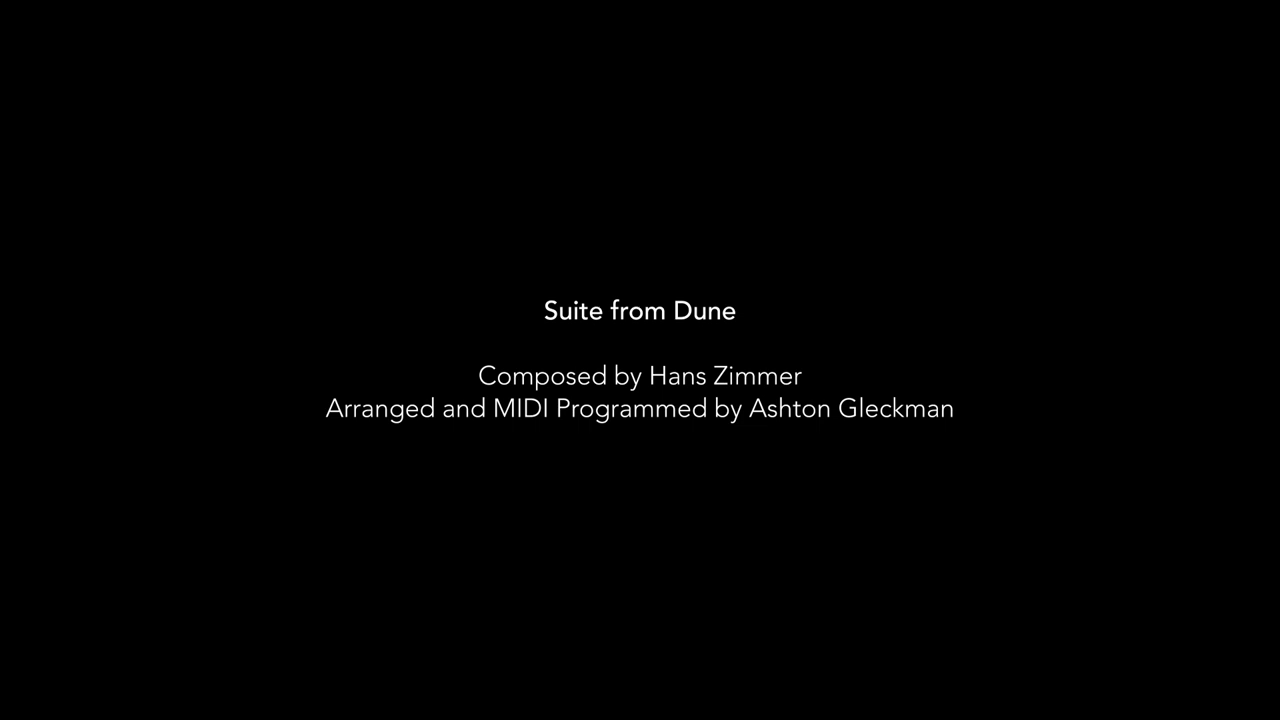 Suite from Dune
Composed by Hans Zimmer
Arranged and MIDI Programmed by Ashton Gleckman